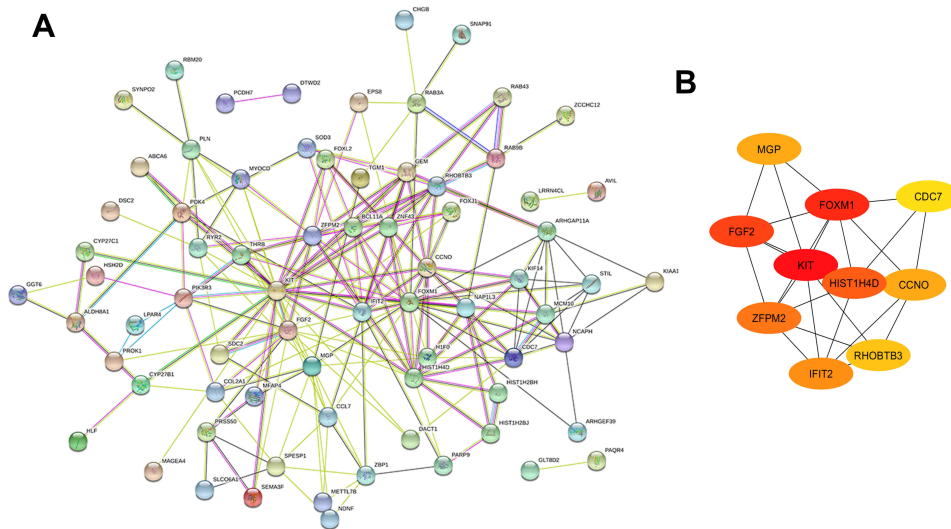 A
CHGB
SNAP91
RBM20
SYNPO2
PCDH7
DTWD2
EPS8
RAB3A
RAB43
ZCCHC12
PLN
SOD3
FOXL2
GEM
RAB9B
ABCA6
MYOCD
TGM1
RHOBTB3
AVIL
LRRN4CL
DSC2
PDK4
ZFPM2
BCL11A
ZNF43
FOXJ1
ARHGAP11A
CYP27C1
RYR2
THRB
HSH2D
KIT
CCNO
KIF14
STIL
KIAA1
GGT6
PIK3R3
IFIT2
FOXM1
NAP1L3
MCM10
ALDH8A1
LPAR4
FGF2
NCAPH
PROK1
SDC2
MGP
H1F0
CDC7
CYP27B1
COL2A1
MFAP4
HIST1H4D
HIST1H2BH
HLF
PRSS50
CCL7
DACT1
HIST1H2BJ
ARHGEF39
MAGEA4
SPESP1
ZBP1
PARP9
GLT8D2
PAQR4
SLCO6A1
SEMA3F
METTL7B
NDNF
B
MGP
FOXM1
CDC7
FGF2
KIT
HIST1H4D
CCNO
ZFPM2
RHOBTB3
IFIT2